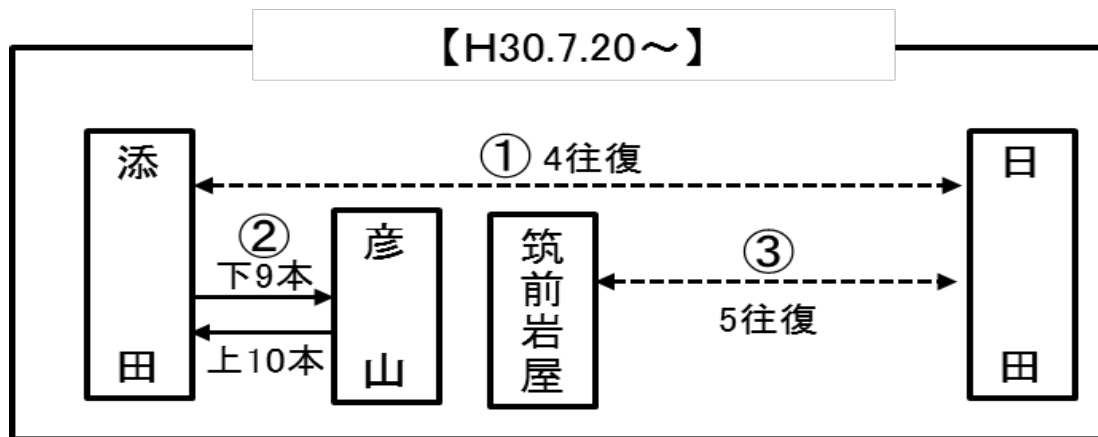 【H30.7.20～】
添田
① 4往復
日田
②
下9本
上10本
彦山
筑前岩屋
③
5往復